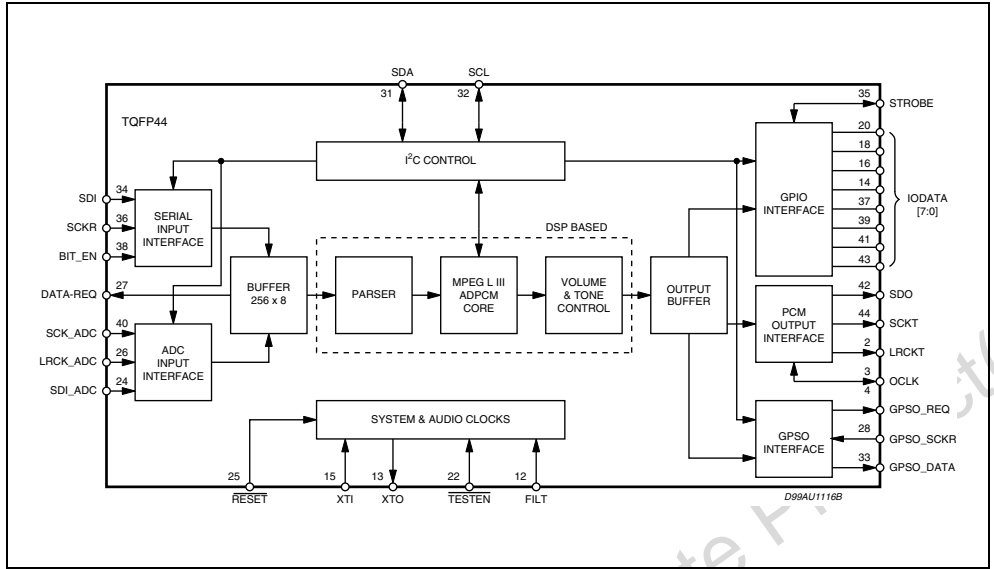 SDA
SCL
31
32
TQFP44
I2C CONTROL
35
STROBE
20
18
16
14
37
39
41
43
GPIO
INTERFACE
IODATA
[7:0]
SDI
34
SCKR
36
BIT_EN
38
SERIAL
INPUT
INTERFACE
DSP BASED
DATA-REQ
27
BUFFER
256 x 8
PARSER
MPEG L III
ADPCM
CORE
VOLUME
& TONE
CONTROL
OUTPUT
BUFFER
SCK_ADC
40
LRCK_ADC
26
SDI_ADC
24
ADC
INPUT
INTERFACE
PCM
OUTPUT
INTERFACE
42
SDO
44
SCKT
2
LRCKT
3
OCLK
4
GPSO_REQ
28
GPSO_SCKR
33
GPSO_DATA
GPSO
INTERFACE
SYSTEM & AUDIO CLOCKS
25
15
13
22
12
RESET
XTI
XTO
TESTEN
FILT
D99AU1116B